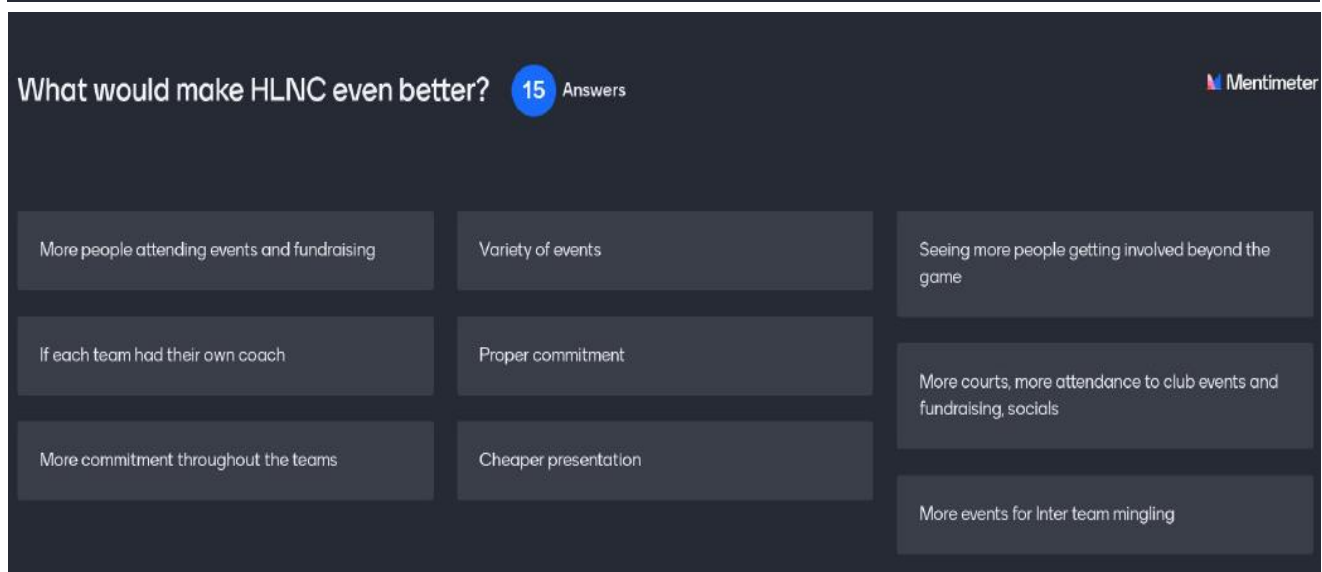 What would make HLNC even better?
15 Answers
Mentimeter
More people attending events and fundraising
If each team had their own coach
More commitment throughout the teams
Variety of events
Proper commitment
Cheaper presentation
Seeing more people getting involved beyond the
game
More courts, more attendance to club events and
fundraising, socials
More events for Inter team mingling